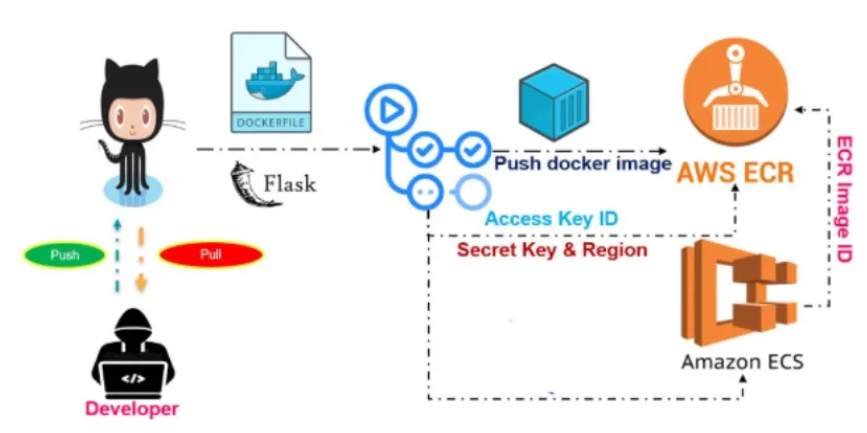 DOCKERFILE
Flask
Push docker image
AWS ECR
ECR Image ID
Access Key ID
Secret Key & Region
Push
Pull
</>
Amazon ECS
Developer